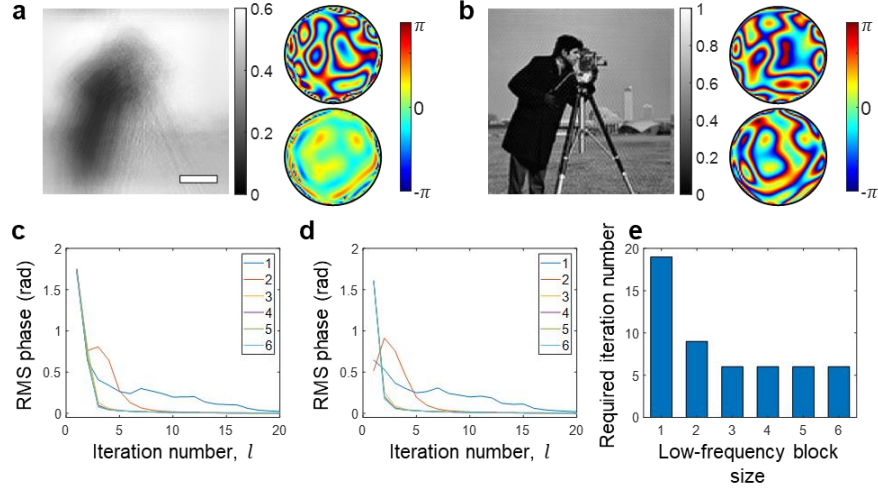 a
0.6
0.4
0.2
0
π
0
-π
b
1
0.8
0.6
0.4
0.2
0
π
0
-π
c
RMS phase (rad)
2
1.5
1
0.5
0
0 5 10 15 20
Iteration number, l
1
2
3
4
5
6
d
RMS phase (rad)
2
1.5
1
0.5
0
0 5 10 15 20
Iteration number, l
1
2
3
4
5
6
e
Required iteration number
20
15
10
5
0
1 2 3 4 5 6
Low-frequency block
size